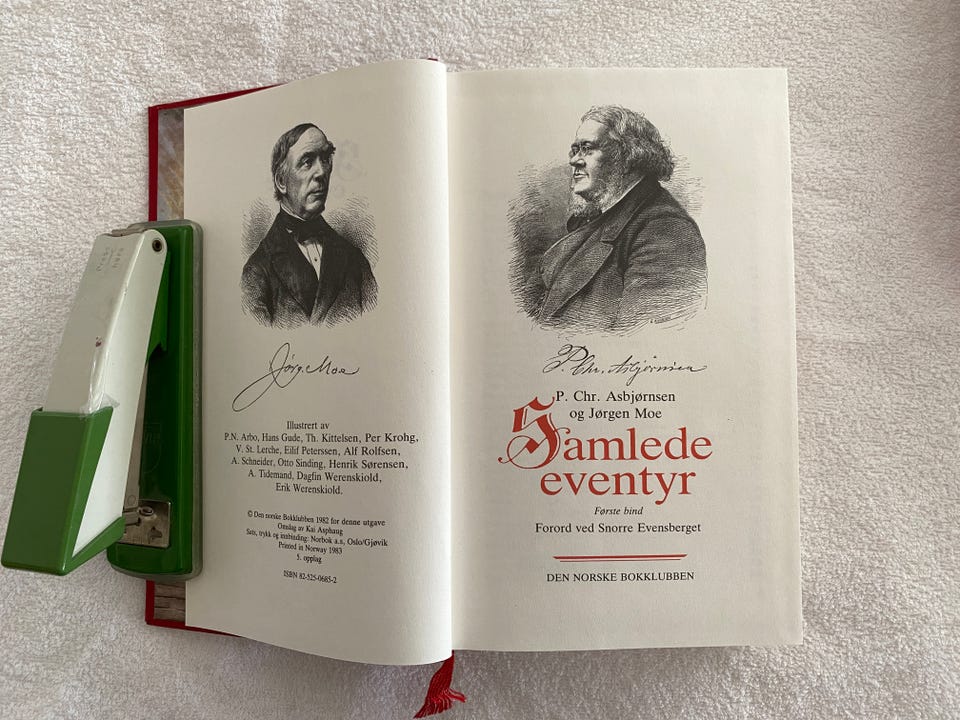 Jørg. Moe
Illustrert av
P.N. Arbo, Hans Gude, Th. Kittelsen, Per Krohg,
V. St. Lerche, Eilif Peterssen, Alf Rolfsen,
A. Schneider, Otto Sinding, Henrik Sørensen,
A. Tidemand, Dagfin Werenskiold,
Erik Werenskiold.
© Den norske Bokklubben 1982 for denne utgave
Omslag av Kai Asphaug
Sats, trykk og innbinding: Norbok a.s, Oslo/Gjøvik
Printed in Norway 1983
5. opplag
ISBN 82-525-0685-2
P. Chr. Asbjørnsen
P. Chr. Asbjørnsen
og Jørgen Moe
Samlede
eventyr
Første bind
Forord ved Snorre Evensberget
DEN NORSKE BOKKLUBBEN